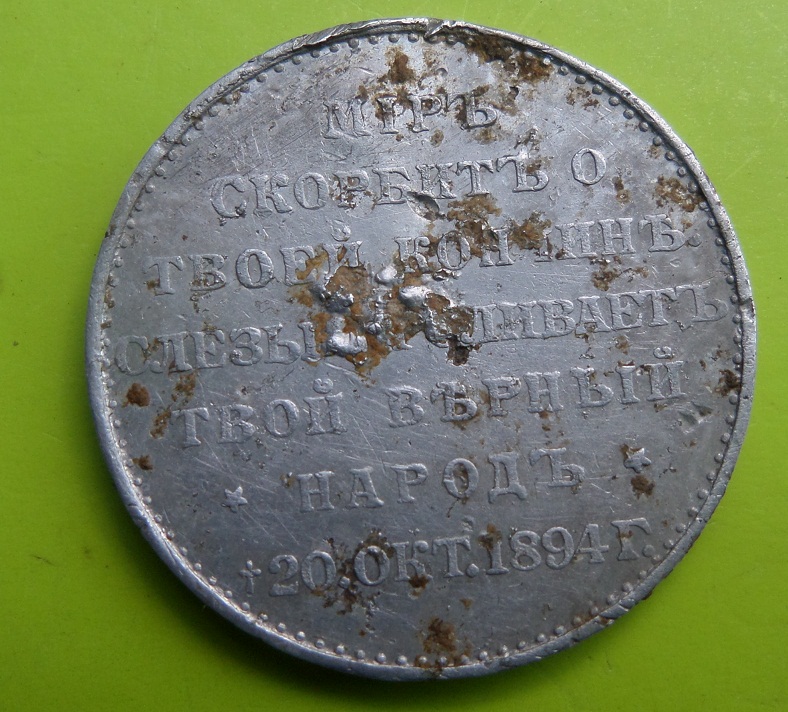 МІРЪ
СКОРБИТЪ О
ТВОЕЙ КОНЧИНѢ.
СЛЕЗЫ
ТВОЙ ВѢРНЫЙ
НАРОДЪ
† 20.ОКТ.1894 Г.